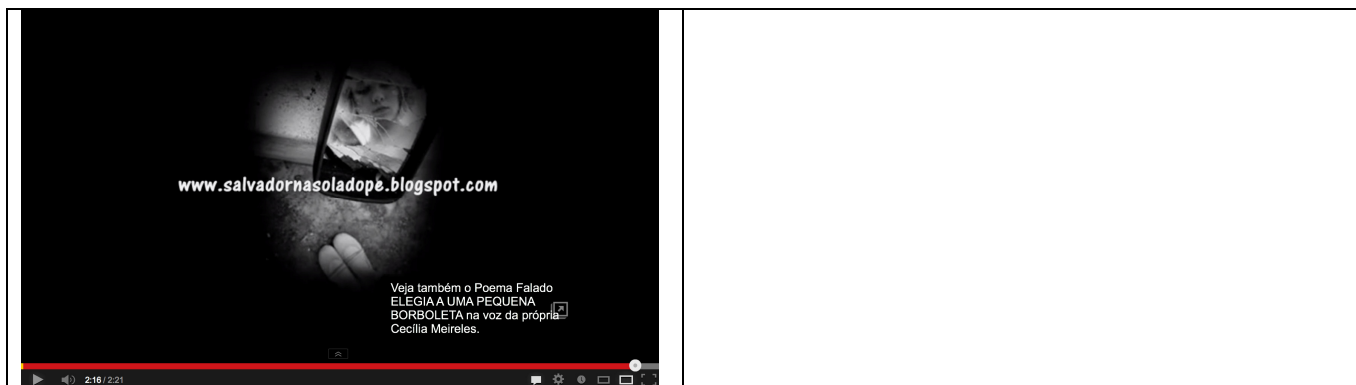 www.salvadornasoladope.blogspot.com
Veja também o Poema Falado
ELEGIA A UMA PEQUENA
BORBOLETA na voz da própria
Cecília Meireles.
2:16 / 2:21